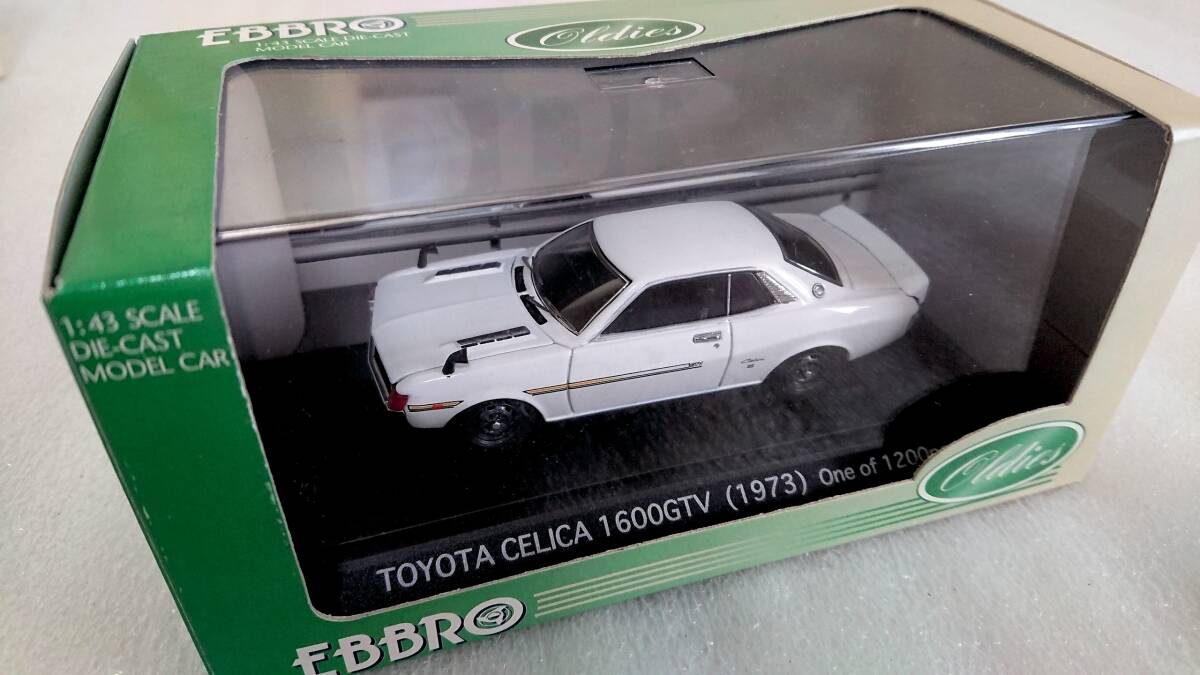 EBBRO
1:43 SCALE DIE-CAST
MODEL CAR
Oldies
1:43 SCALE
DIE-CAST
MODEL CAR
Celica
TOYOTA CELICA 1600GTV (1973) One of 1200
Oldies
EBBRO